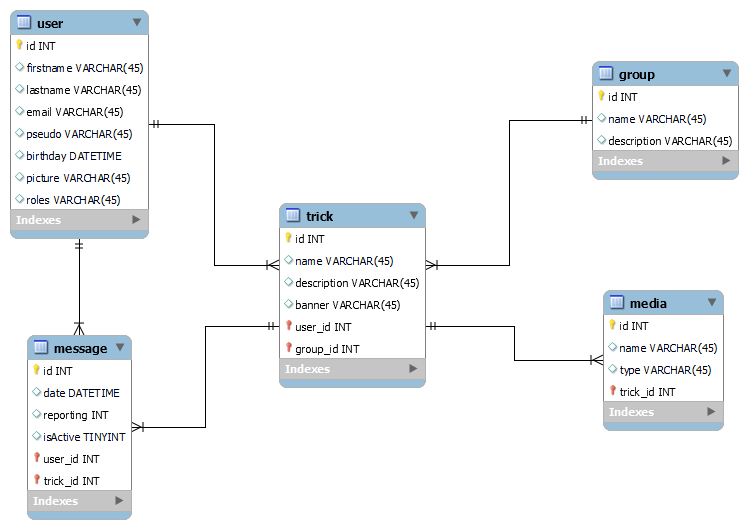 user
id INT
firstname VARCHAR(45)
lastname VARCHAR(45)
email VARCHAR(45)
pseudo VARCHAR(45)
birthday DATETIME
picture VARCHAR(45)
roles VARCHAR(45)
Indexes
group
id INT
name VARCHAR(45)
description VARCHAR(45)
Indexes
trick
id INT
name VARCHAR(45)
description VARCHAR(45)
banner VARCHAR(45)
user_id INT
group_id INT
Indexes
media
id INT
name VARCHAR(45)
type VARCHAR(45)
trick_id INT
Indexes
message
id INT
date DATETIME
reporting INT
isActive TINYINT
user_id INT
trick_id INT
Indexes